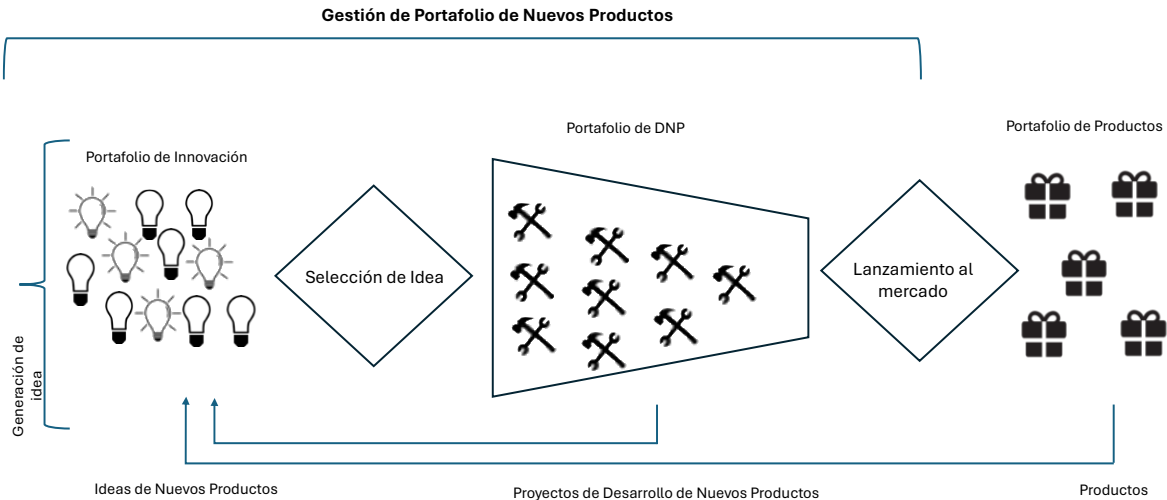 Gestión de Portafolio de Nuevos Productos
Portafolio de DNP
Portafolio de Productos
Portafolio de Innovación
Selección de Idea
Lanzamiento al
mercado
Generación de
idea
Ideas de Nuevos Productos
Proyectos de Desarrollo de Nuevos Productos
Productos